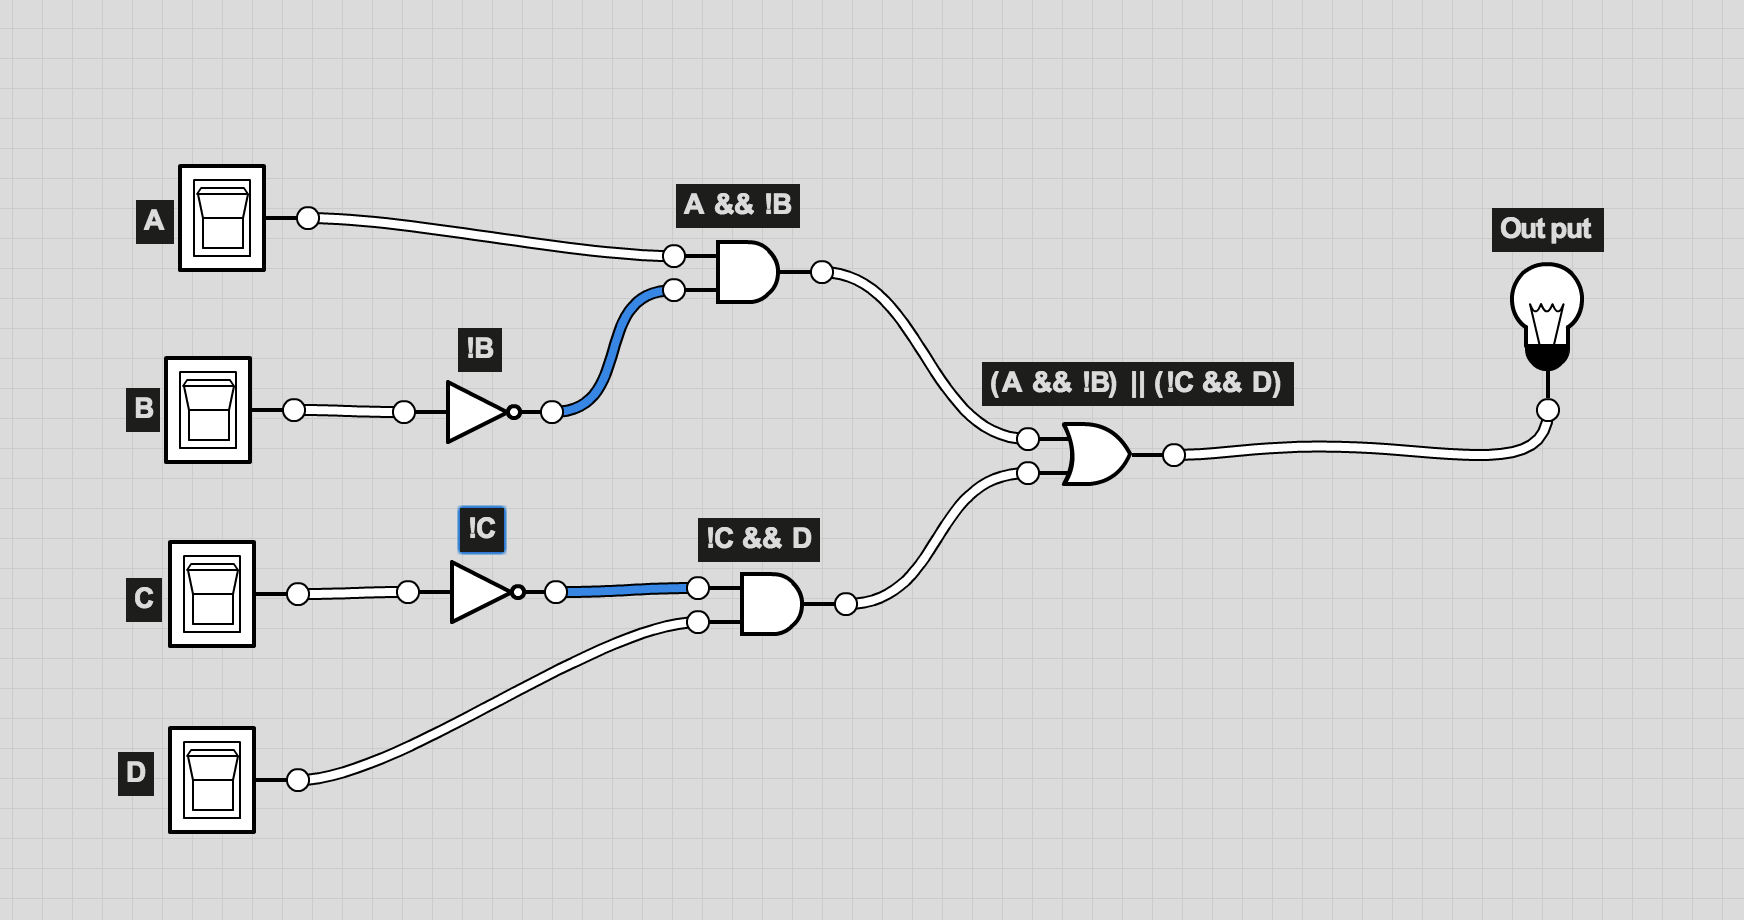 A
A && !B
Out put
!B
(A && !B) || (!C && D)
B
!C
!C && D
C
D